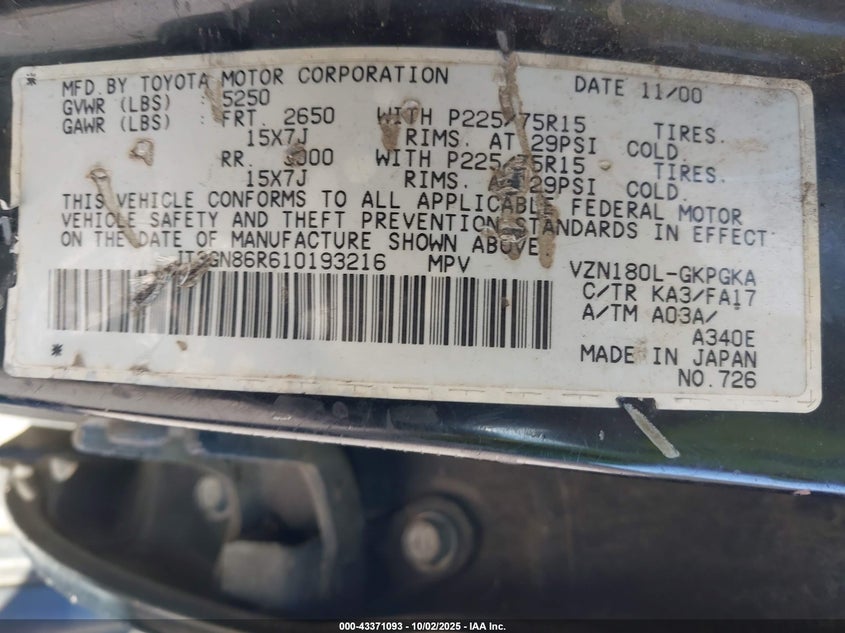 MFD. BY TOYOTA MOTOR CORPORATION DATE 11/00
GVWR (LBS) 5250
GAWR (LBS) FRT. 2650 WITH P225/75R15 TIRES.
15X7J RIMS. AT 29PSI COLD.
RR. 3000 WITH P225/75R15 TIRES.
15X7J RIMS. AT 29PSI COLD.
THIS VEHICLE CONFORMS TO ALL APPLICABLE FEDERAL MOTOR
VEHICLE SAFETY AND THEFT PREVENTION STANDARDS IN EFFECT
ON THE DATE OF MANUFACTURE SHOWN ABOVE.
JT3GN86R610193216 MPV VZN180L-GKPGKA
C/TR KA3/FA17
A/TM A03A/
A340E
MADE IN JAPAN
NO.726
000-43371093 - 10/02/2025 - IAA Inc.